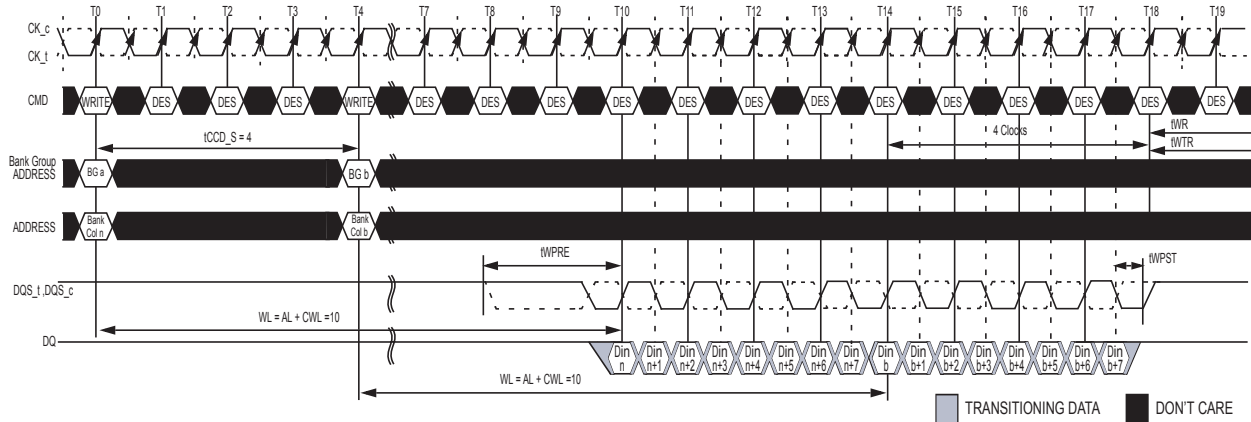 T0 T1 T2 T3 T4 T7 T8 T9 T10 T11 T12 T13 T14 T15 T16 T17 T18 T19
CK_c
CK_t
CMD WRITE DES DES DES WRITE DES DES DES DES DES DES DES DES DES DES DES DES DES
tCCD_S = 4 4 Clocks tWR
tWTR
Bank Group
ADDRESS BG a BG b
ADDRESS Bank Col n Bank Col b
tWPRE tWPST
DQS_t ,DQS_c
WL = AL + CWL =10
DQ
Din n Din n+1 Din n+2 Din n+3 Din n+4 Din n+5 Din n+6 Din n+7 Din b Din b+1 Din b+2 Din b+3 Din b+4 Din b+5 Din b+6 Din b+7
WL = AL + CWL =10
TRANSITIONING DATA DON'T CARE